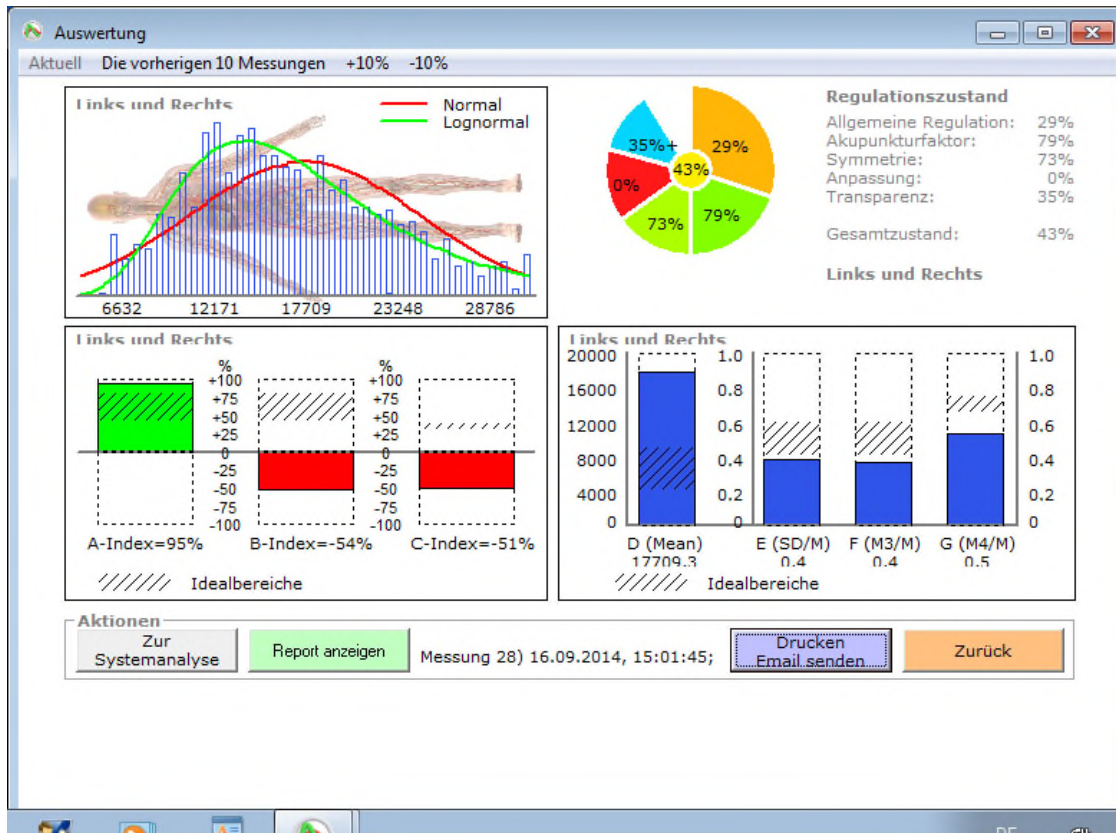 Auswertung
Aktuell Die vorherigen 10 Messungen +10% -10%
Links und Rechts
Normal
Lognormal
6632 12171 17709 23248 28786
35%+
29%
43%
0%
73%
79%
Regulationszustand
Allgemeine Regulation: 29%
Akupunkturfaktor: 79%
Symmetrie: 73%
Anpassung: 0%
Transparenz: 35%
Gesamtzustand: 43%
Links und Rechts
Links und Rechts
% %
+100 +100
+75 +75
+50 +50
+25 +25
0 0
-25 -25
-50 -50
-75 -75
-100 -100
A-Index=95% B-Index=-54% C-Index=-51%
Idealbereiche
Links und Rechts
20000 1.0 1.0
16000 0.8 0.8
12000 0.6 0.6
8000 0.4 0.4
4000 0.2 0.2
0 0 0
D (Mean) E (SD/M) F (M3/M) G (M4/M)
17709.3 0.4 0.4 0.5
Idealbereiche
Aktionen
Zur
Systemanalyse
Report anzeigen
Messung 28) 16.09.2014, 15:01:45;
Drucken
Email senden
Zurück
DE